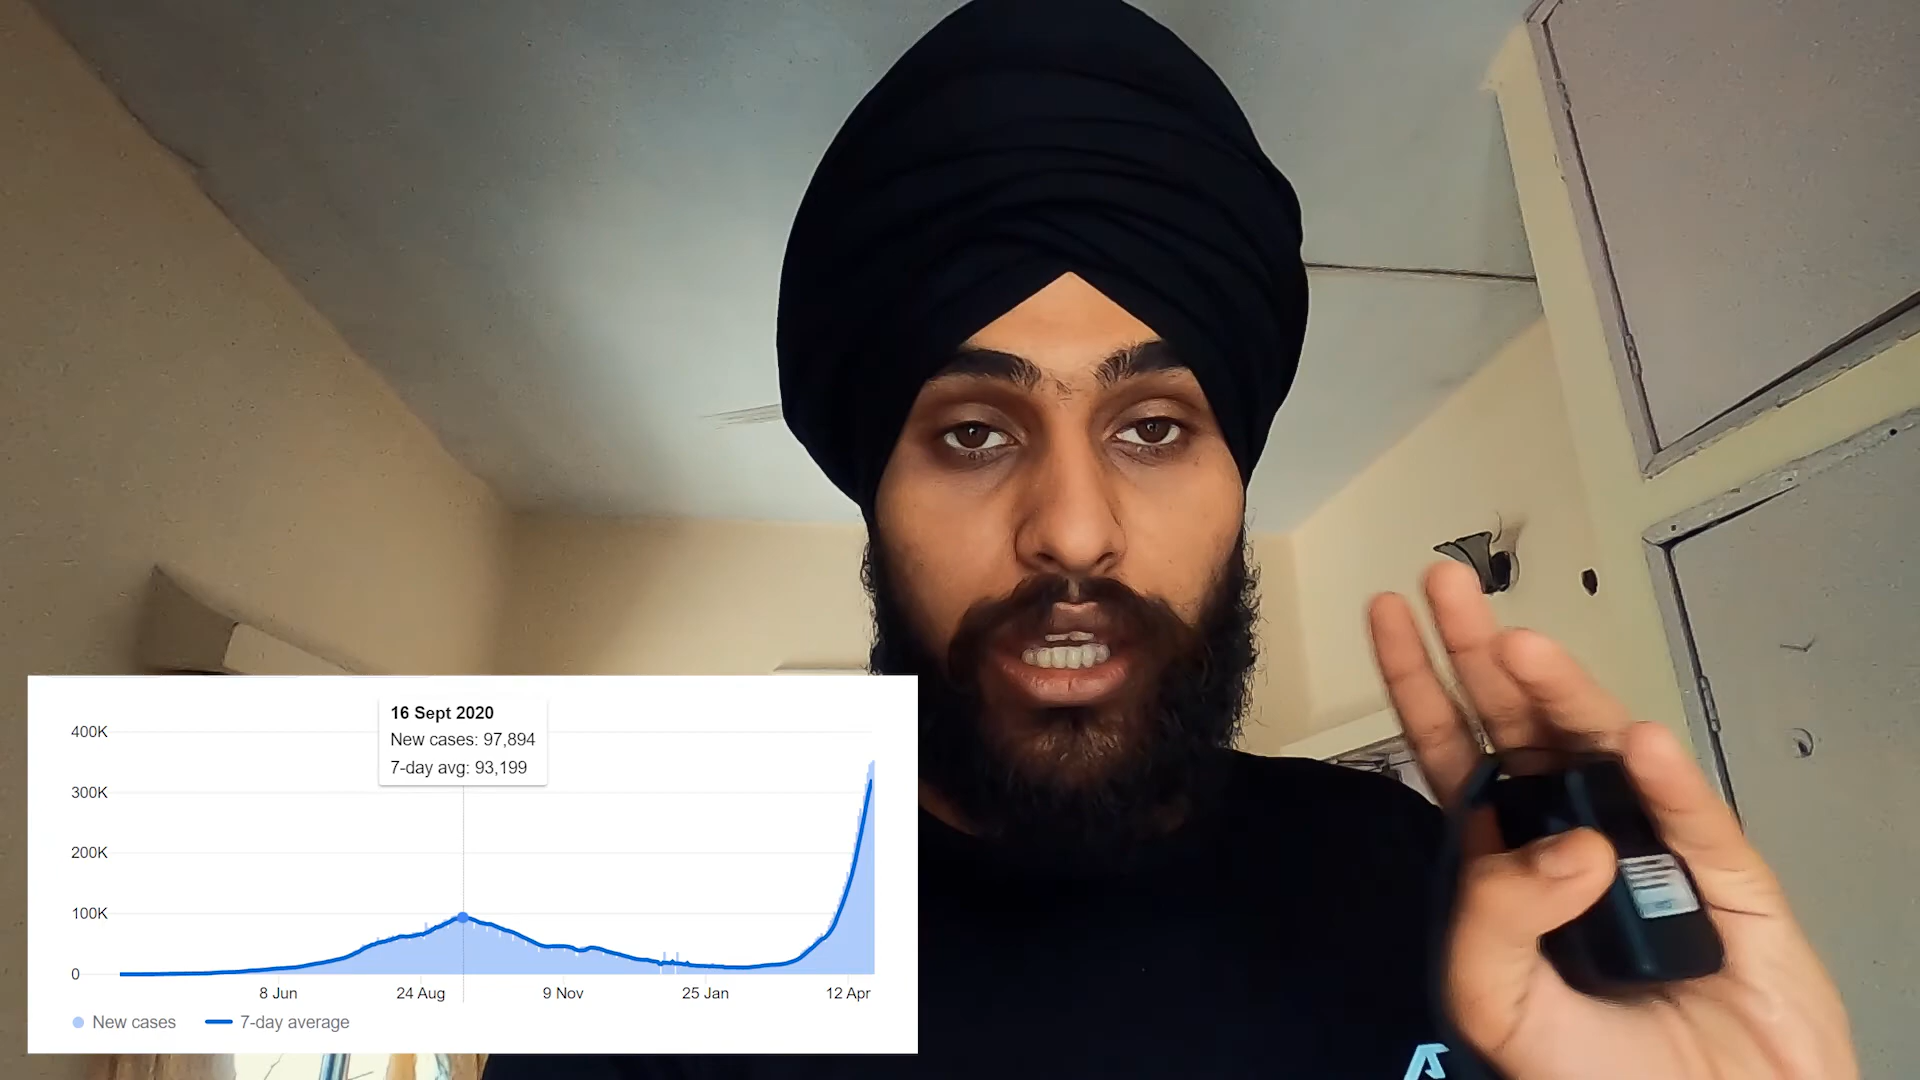 16 Sept 2020
New cases: 97,894
7-day avg: 93,199
400K
300K
200K
100K
0
8 Jun 24 Aug 9 Nov 25 Jan 12 Apr
New cases 7-day average